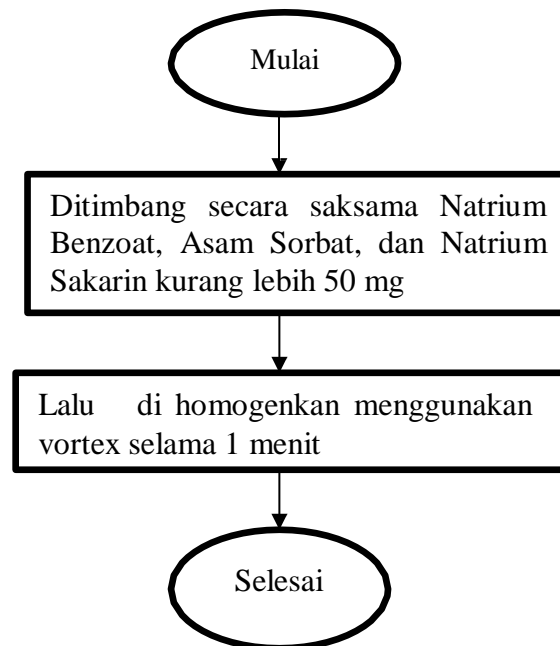 Mulai
Ditimbang secara saksama Natrium
Benzoat, Asam Sorbat, dan Natrium
Sakarin kurang lebih 50 mg
Lalu di homogenkan menggunakan
vortex selama 1 menit
Selesai